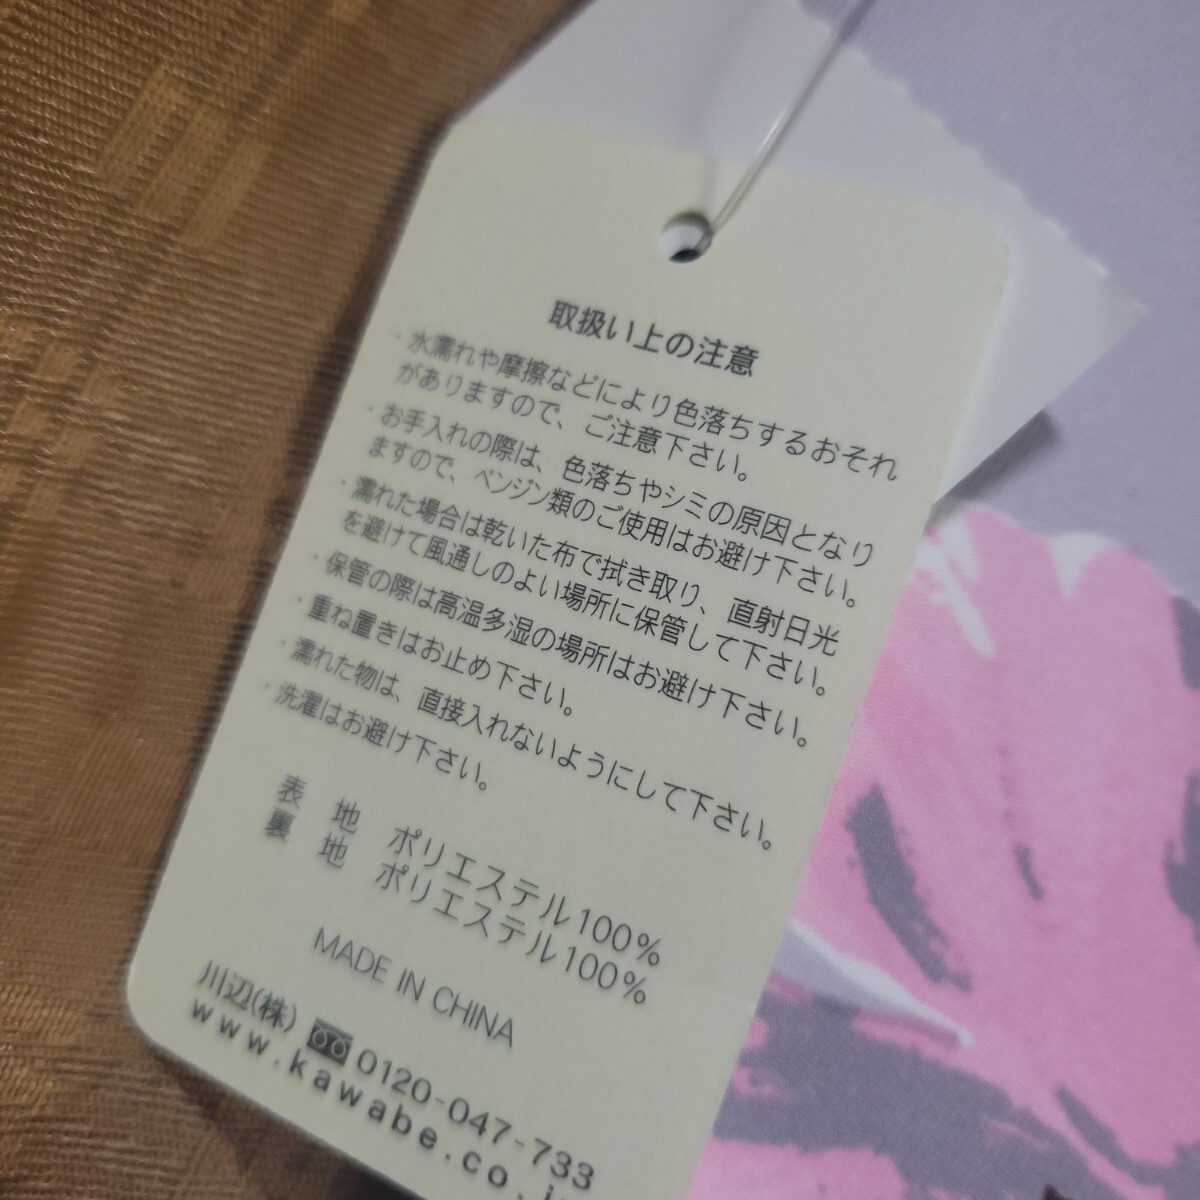 取扱い上の注意
・水濡れや摩擦などにより色落ちするおそれ
がありますので、ご注意下さい。
・お手入れの際は、色落ちやシミの原因となり
ますので、ベンジン類のご使用はお避け下さい。
・濡れた場合は乾いた布で拭き取り、直射日光
を避けて風通しのよい場所に保管して下さい。
・保管の際は高温多湿の場所はお避け下さい。
・重ね置きはお止め下さい。
・濡れた物は、直接入れないようにして下さい。
・洗濯はお避け下さい。
表 地 ポリエステル100%
裏 地 ポリエステル100%
MADE IN CHINA
川辺(株) 0120-047-733
www.kawabe.co.j